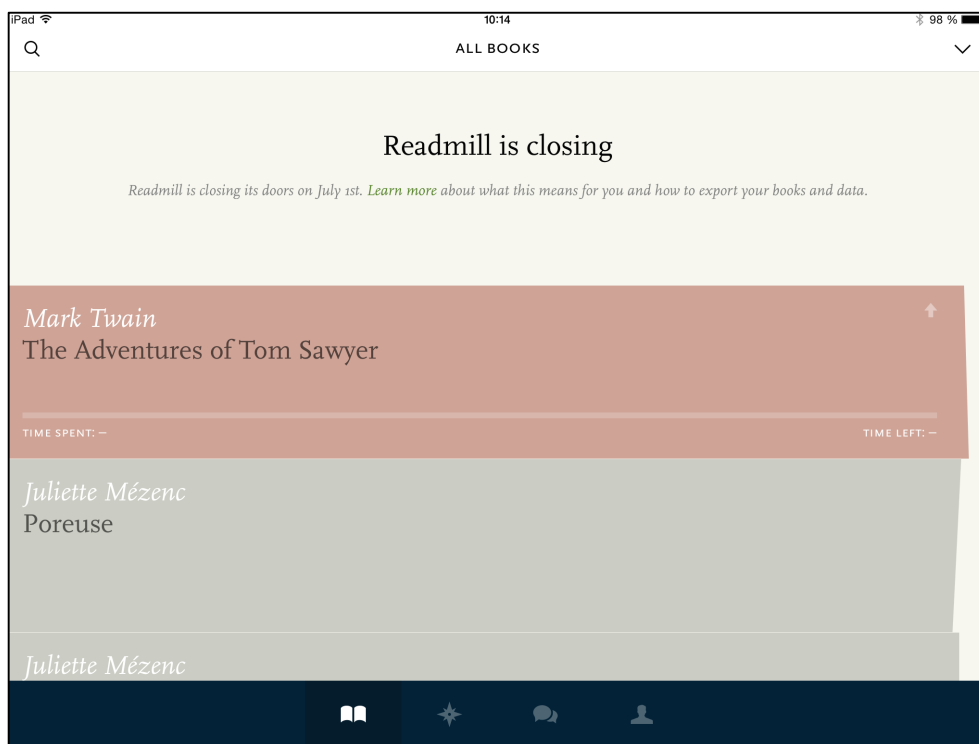 iPad 10:14 98 %
ALL BOOKS
Readmill is closing
Readmill is closing its doors on July 1st. Learn more about what this means for you and how to export your books and data.
Mark Twain
The Adventures of Tom Sawyer
TIME SPENT: – TIME LEFT: –
Juliette Mézenc
Poreuse
Juliette Mézenc